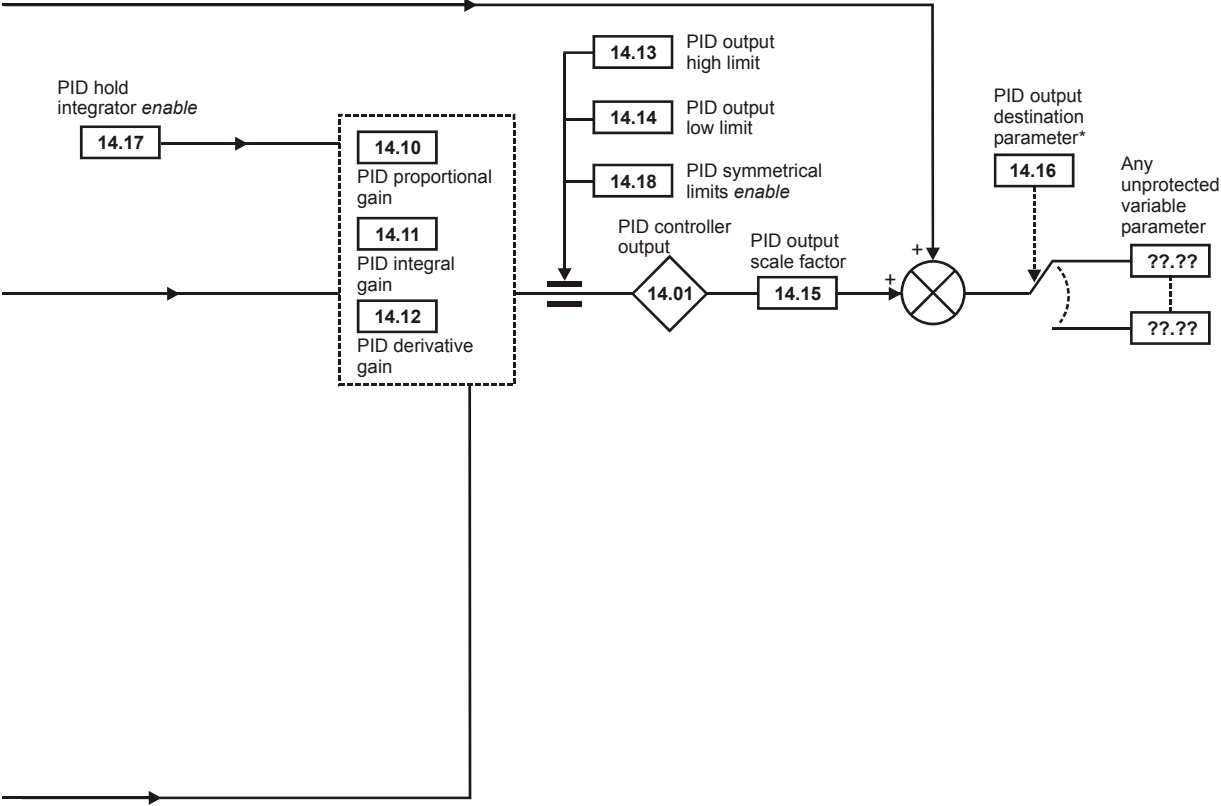 PID hold
integrator enable
14.17
14.10
PID proportional
gain
14.11
PID integral
gain
14.12
PID derivative
gain
14.13
PID output
high limit
14.14
PID output
low limit
14.18
PID symmetrical
limits enable
PID controller
output
14.01
PID output
scale factor
14.15
+
+
PID output
destination
parameter*
14.16
Any
unprotected
variable
parameter
??.??
??.??